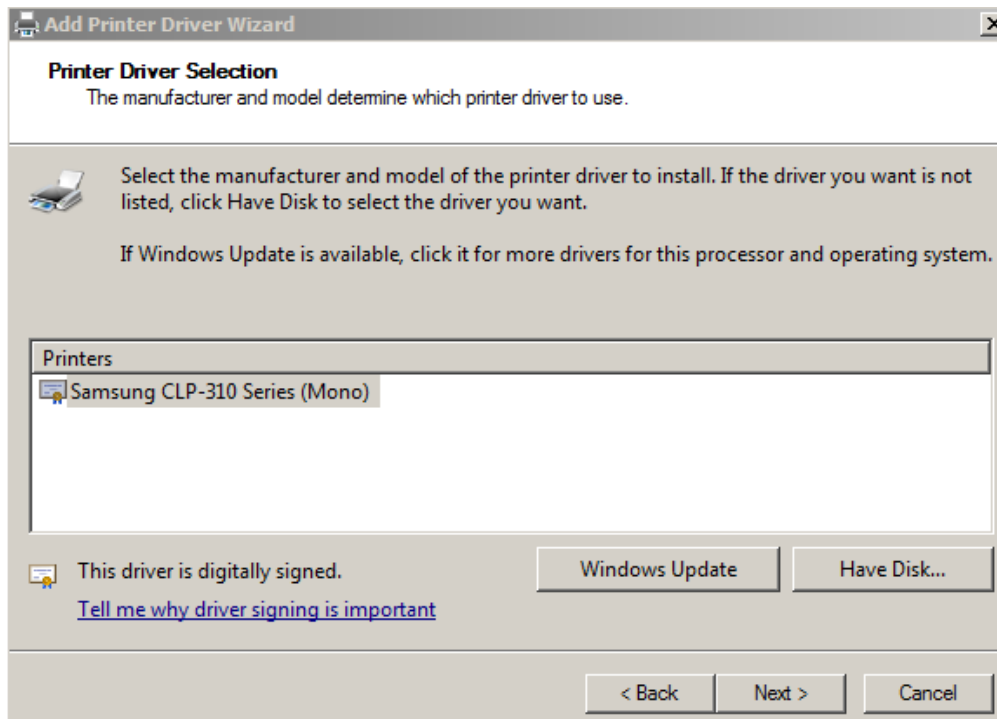 Add Printer Driver Wizard
Printer Driver Selection
The manufacturer and model determine which printer driver to use.
Select the manufacturer and model of the printer driver to install. If the driver you want is not
listed, click Have Disk to select the driver you want.
If Windows Update is available, click it for more drivers for this processor and operating system.
Printers
Samsung CLP-310 Series (Mono)
This driver is digitally signed.
Windows Update
Have Disk...
Tell me why driver signing is important
< Back
Next >
Cancel